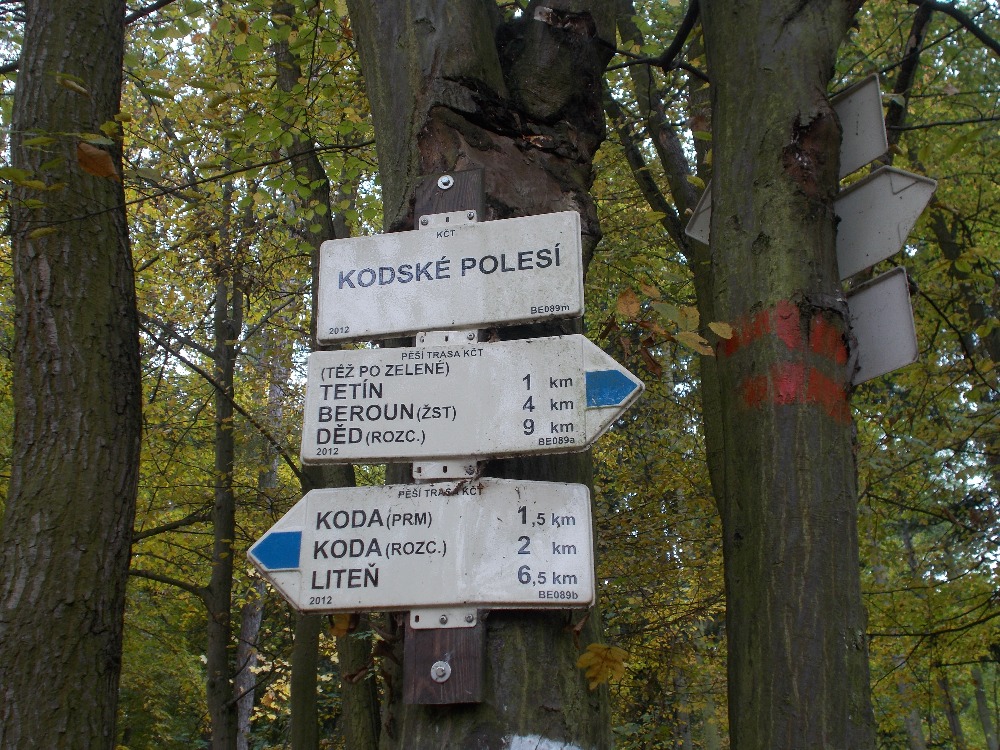 KČT
KODSKÉ POLESÍ
2012 BE089m
PĚŠÍ TRASA KČT
(TÉŽ PO ZELENÉ)
TETÍN 1 km
BEROUN(ŽST) 4 km
DĚD(ROZC.) 9 km
2012 BE089a
PĚŠÍ TRASA KČT
KODA(PRM) 1,5 km
KODA(ROZC.) 2 km
LITEŇ 6,5 km
2012 BE089b